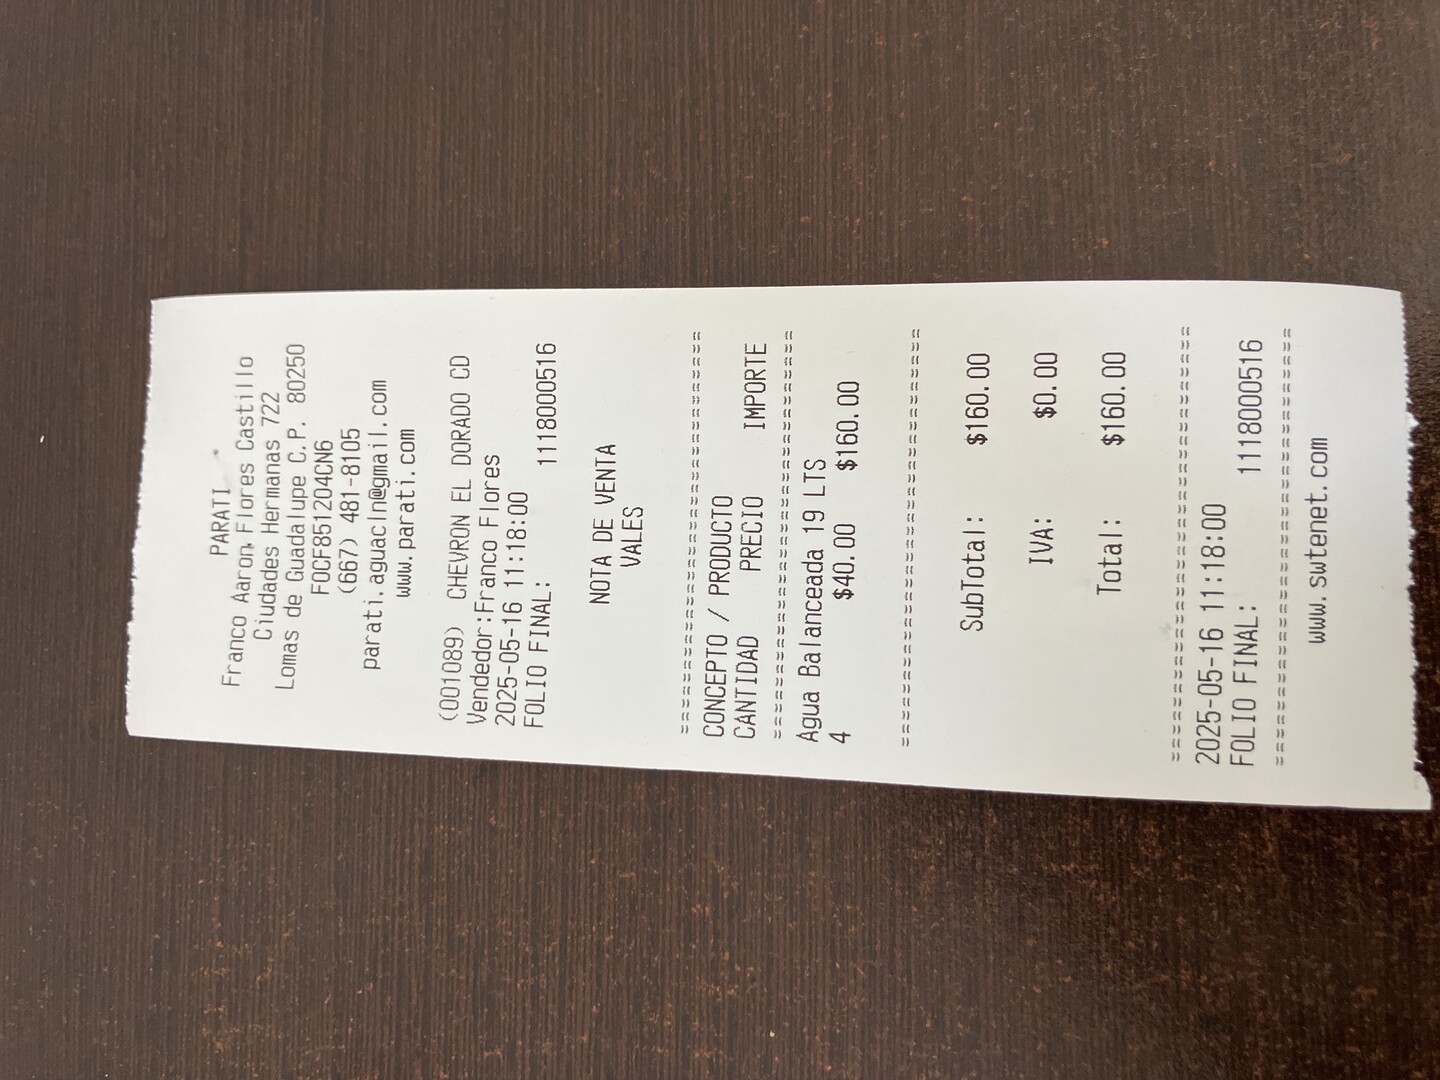 PARATI
Franco Aaron Flores Castillo
Ciudades Hermanas 722
Lomas de Guadalupe C.P. 80250
FOCF851204CN6
(667) 481-8105
parati.aguacln@gmail.com
www.parati.com
(001089) CHEVRON EL DORADO CD
Vendedor:Franco Flores
2025-05-16 11:18:00
FOLIO FINAL: 1118000516
NOTA DE VENTA
VALES
==============================
CONCEPTO / PRODUCTO
CANTIDAD PRECIO IMPORTE
==============================
Agua Balanceada 19 LTS
4 $40.00 $160.00
==============================
SubTotal: $160.00
IVA: $0.00
Total: $160.00
==============================
2025-05-16 11:18:00
FOLIO FINAL: 1118000516
==============================
www.swtenet.com